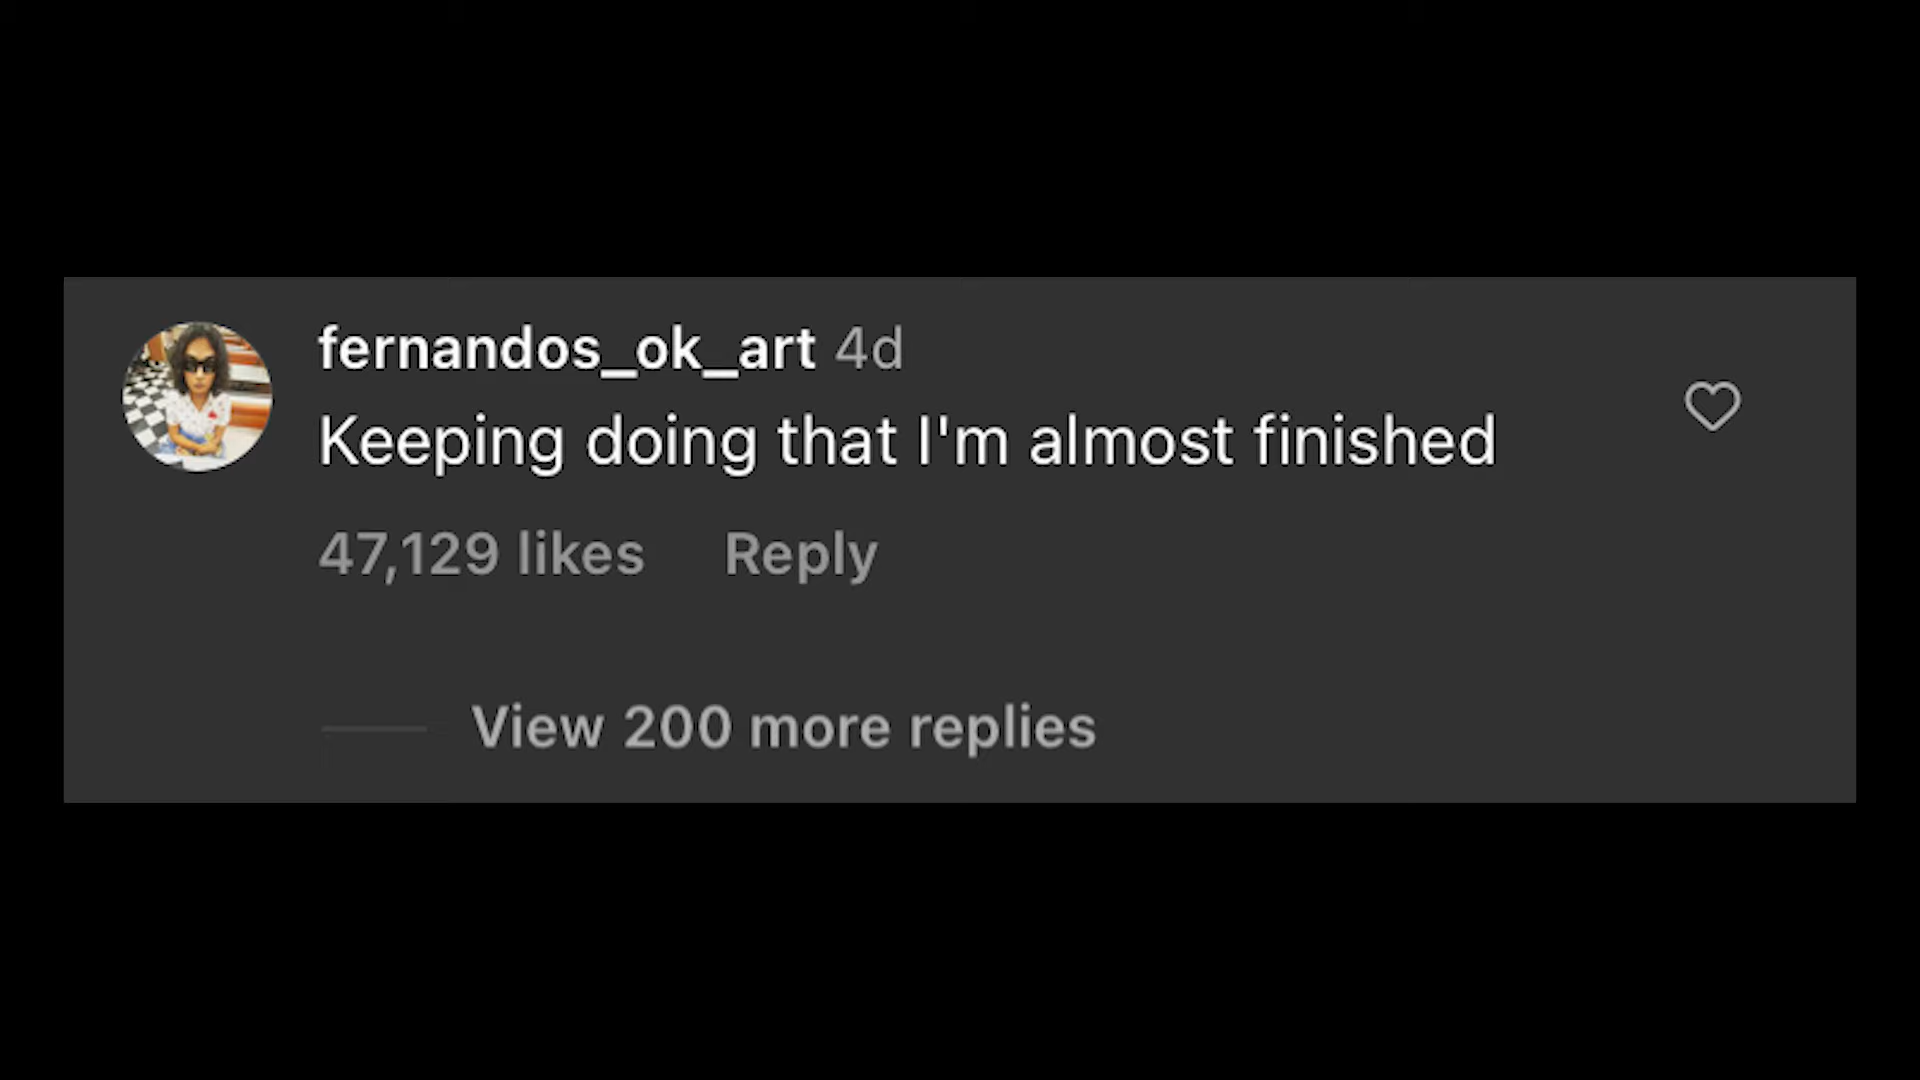 fernandos_ok_art 4d
Keeping doing that I'm almost finished
47,129 likes Reply
View 200 more replies